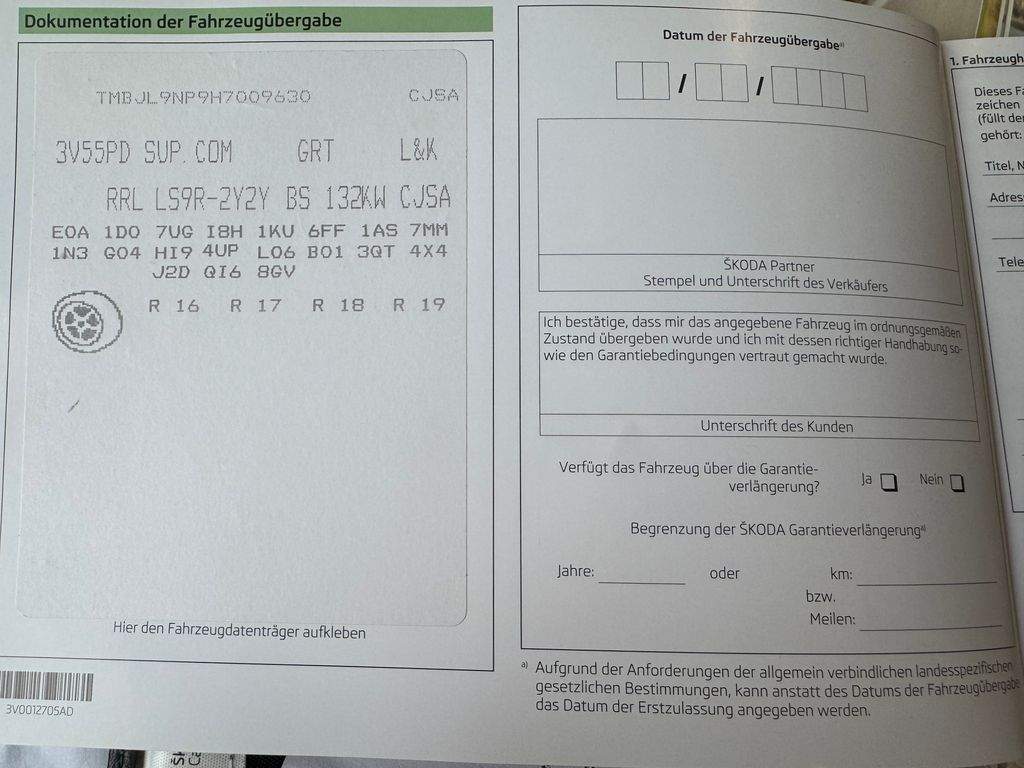 Dokumentation der Fahrzeugübergabe
TMBJL9NP9H7009630 CJSA
3V55PD SUP. COM GRT L&K
RRL LS9R-2Y2Y BS 132KW CJSA
E0A 1D0 7UG I8H 1KU 6FF 1AS 7MM
1N3 G04 HI9 4UP L06 B01 3QT 4X4
J2D QI6 8GV
R 16 R 17 R 18 R 19
Hier den Fahrzeugdatenträger aufkleben
3V0012705AD
Datum der Fahrzeugübergabe a)
/ /
ŠKODA Partner
Stempel und Unterschrift des Verkäufers
Ich bestätige, dass mir das angegebene Fahrzeug im ordnungsgemäßen
Zustand übergeben wurde und ich mit dessen richtiger Handhabung so-
wie den Garantiebedingungen vertraut gemacht wurde.
Unterschrift des Kunden
Verfügt das Fahrzeug über die Garantie-
verlängerung? Ja Nein
Begrenzung der ŠKODA Garantieverlängerung a)
Jahre: oder km:
bzw.
Meilen:
a) Aufgrund der Anforderungen der allgemein verbindlichen landesspezifischen
gesetzlichen Bestimmungen, kann anstatt des Datums der Fahrzeugübergabe
das Datum der Erstzulassung angegeben werden.
1. Fahrzeugh
Dieses Fa
zeichen
(füllt der
gehört:
Titel, N
Adres
Tele